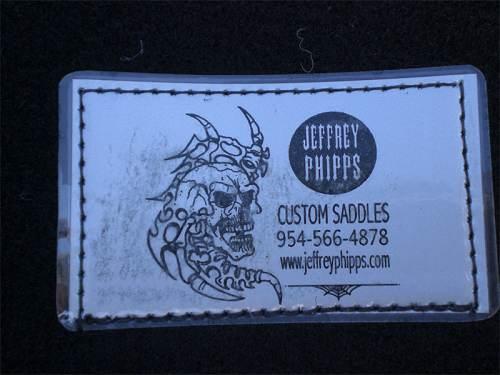 JEFFREY
PHIPPS
CUSTOM SADDLES
954-566-4878
www.jeffreyphipps.com